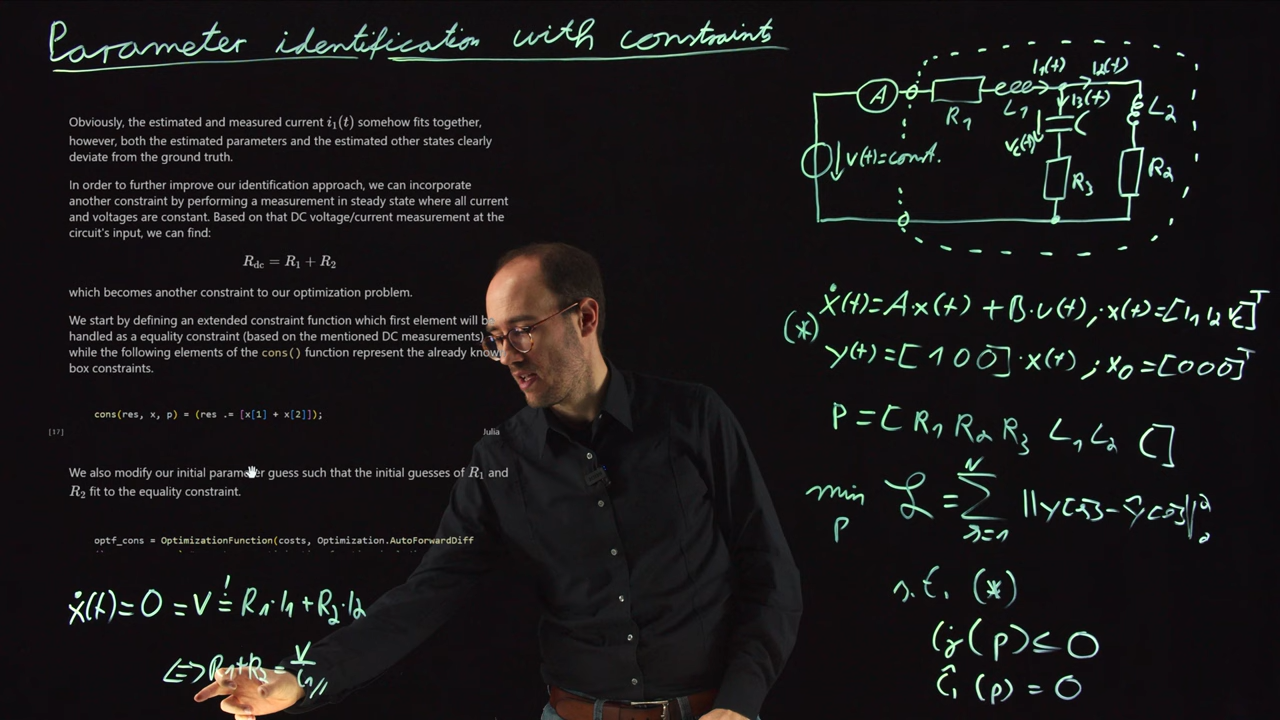 Parameter identification with constraints
Obviously, the estimated and measured current i₁(t) somehow fits together,
however, both the estimated parameters and the estimated other states clearly
deviate from the ground truth.
In order to further improve our identification approach, we can incorporate
another constraint by performing a measurement in steady state where all current
and voltages are constant. Based on that DC voltage/current measurement at the
circuit's input, we can find:
R_dc = R₁ + R₂
which becomes another constraint to our optimization problem.
We start by defining an extended constraint function which first element will be
handled as a equality constraint (based on the mentioned DC measurements)
while the following elements of the cons() function represent the already know
box constraints.
cons(res, x, p) = (res .= [x[1] + x[2]]);
[17]
Julia
We also modify our initial parameter guess such that the initial guesses of R₁ and
R₂ fit to the equality constraint.
optf_cons = OptimizationFunction(costs, Optimization.AutoForwardDiff
ẋ(t) = 0 = V = R₁·i₁ + R₂·i₂
!
⇔ R₁+R₂ = V/i₁ //
A
R₁
L₁
i₁(t)
i₂(t)
i₃(t)
L₂
C
v_c(t)
v(t)=const.
R₃
R₂
(*)
ẋ(t)=A·x(t) + B·u(t), x(t)=[i₁ i₂ v_c]ᵀ
y(t)=[1 0 0]·x(t) ; x₀=[000]ᵀ
P=[R₁ R₂ R₃ L₁ L₂ C]
min ℒ = Σ ||y[k]-ŷ[k]||₂²
P
N
k=1
s.t. (*)
(p) ≤ 0
(p) = 0